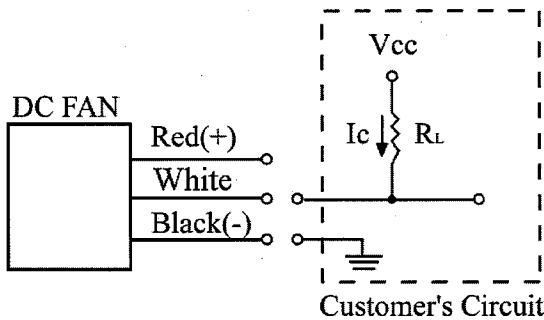 Vcc
DC FAN
Red(+)
Ic
RL
White
Black(-)
Customer's Circuit